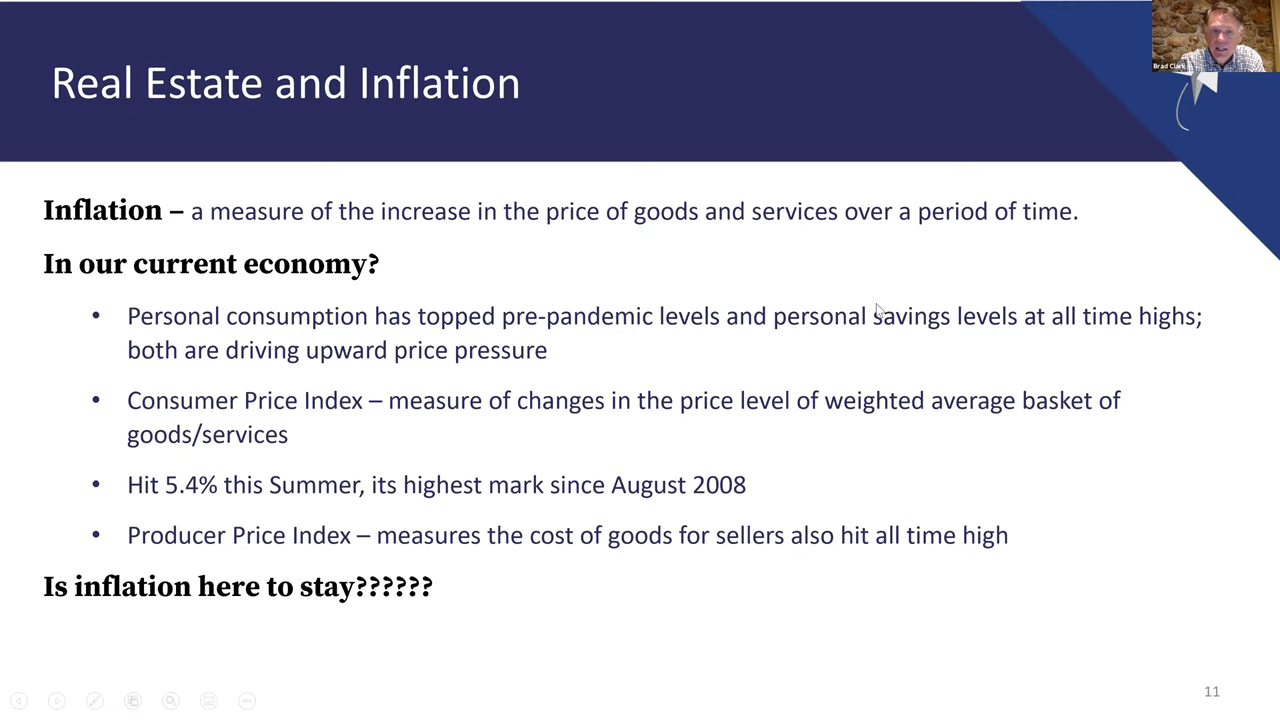 Real Estate and Inflation
Brad Clark
Inflation – a measure of the increase in the price of goods and services over a period of time.
In our current economy?
• Personal consumption has topped pre-pandemic levels and personal savings levels at all time highs;
both are driving upward price pressure
• Consumer Price Index – measure of changes in the price level of weighted average basket of
goods/services
• Hit 5.4% this Summer, its highest mark since August 2008
• Producer Price Index – measures the cost of goods for sellers also hit all time high
Is inflation here to stay??????
11